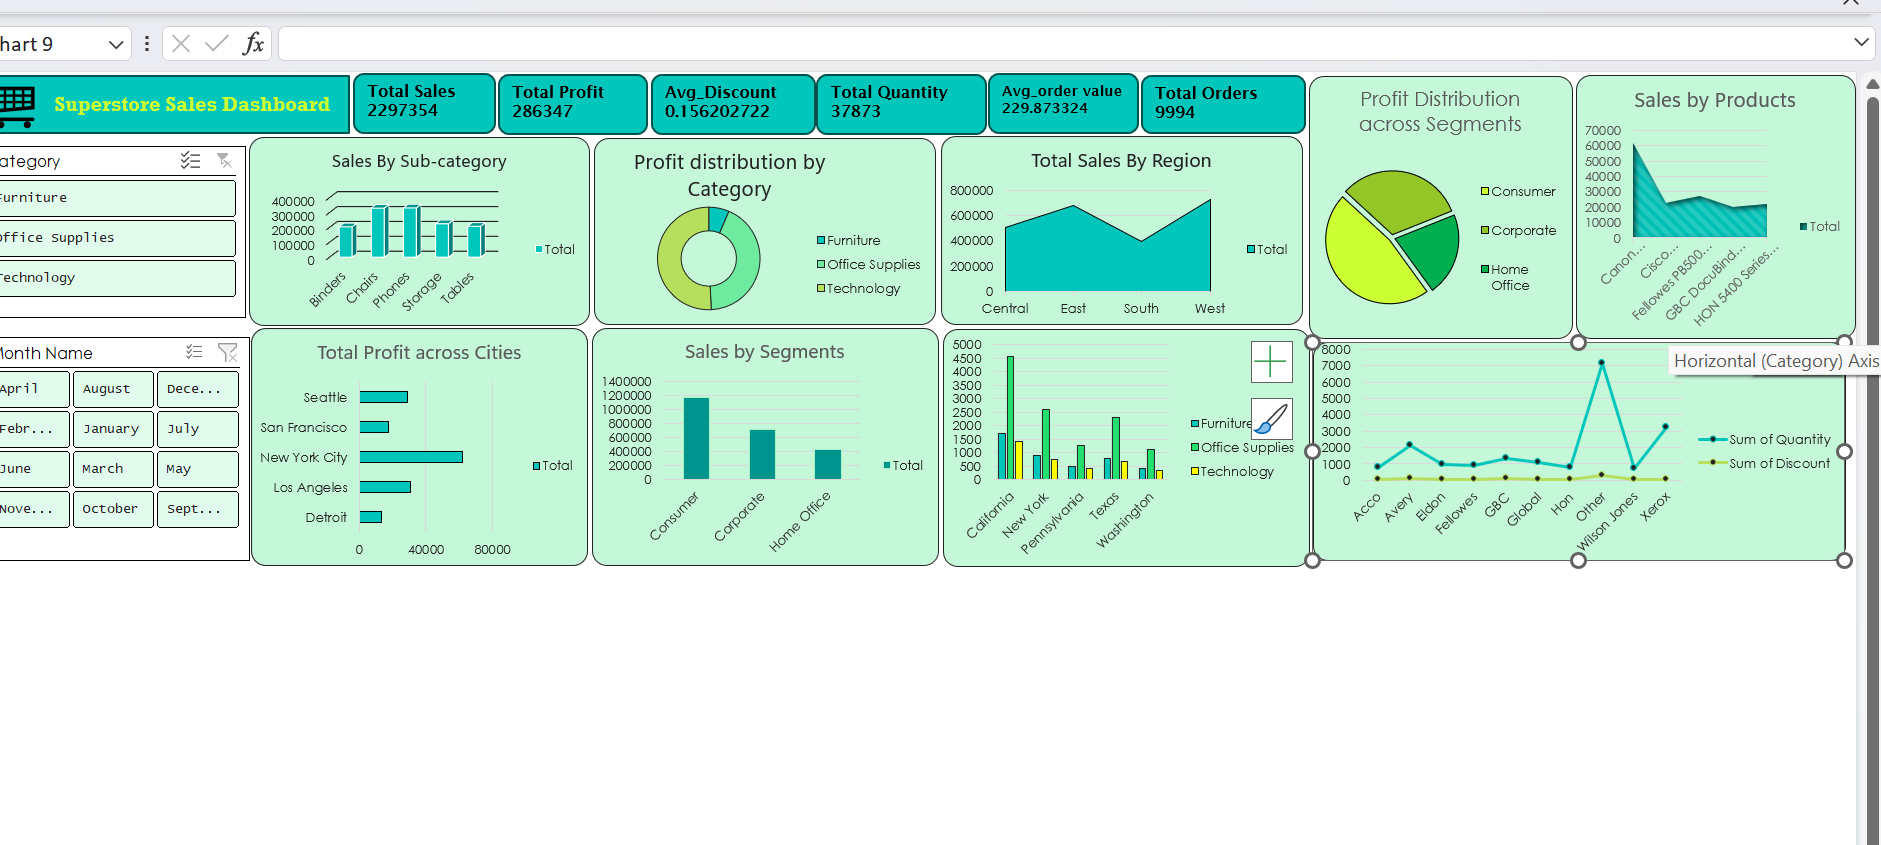 hart 9
fx
Superstore Sales Dashboard
Total Sales
2297354
Total Profit
286347
Avg_Discount
0.156202722
Total Quantity
37873
Avg_order value
229.873324
Total Orders
9994
ategory
Furniture
Office Supplies
Technology
Month Name
April
August
Dece...
Febr...
January
July
June
March
May
Nove...
October
Sept...
Sales By Sub-category
400000
300000
200000
100000
0
Binders
Chairs
Phones
Storage
Tables
Total
Profit distribution by
Category
Furniture
Office Supplies
Technology
Total Sales By Region
800000
600000
400000
200000
0
Central
East
South
West
Total
Profit Distribution
across Segments
Consumer
Corporate
Home
Office
Sales by Products
70000
60000
50000
40000
30000
20000
10000
0
Canon...
Cisco...
Fellowes PB500...
GBC DocuBind...
HON 5400 Series...
Total
Total Profit across Cities
Seattle
San Francisco
New York City
Los Angeles
Detroit
0
40000
80000
Total
Sales by Segments
1400000
1200000
1000000
800000
600000
400000
200000
0
Consumer
Corporate
Home Office
Total
5000
4500
4000
3500
3000
2500
2000
1500
1000
500
0
California
New York
Pennsylvania
Texas
Washington
Furniture
Office Supplies
Technology
8000
7000
6000
5000
4000
3000
2000
1000
0
Acco
Avery
Eldon
Fellowes
GBC
Global
Hon
Other
Wilson Jones
Xerox
Sum of Quantity
Sum of Discount
Horizontal (Category) Axis